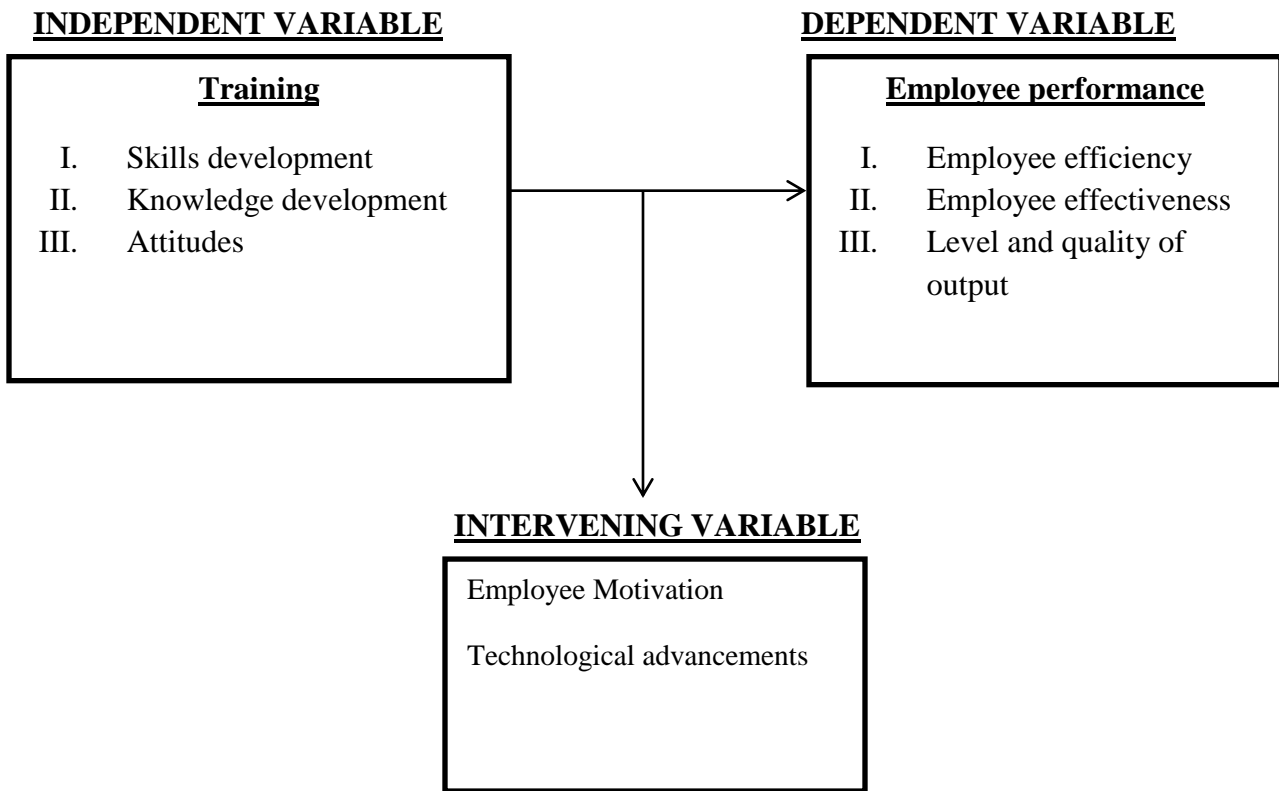 INDEPENDENT VARIABLE
Training
I. Skills development
II. Knowledge development
III. Attitudes
DEPENDENT VARIABLE
Employee performance
I. Employee efficiency
II. Employee effectiveness
III. Level and quality of
output
INTERVENING VARIABLE
Employee Motivation
Technological advancements